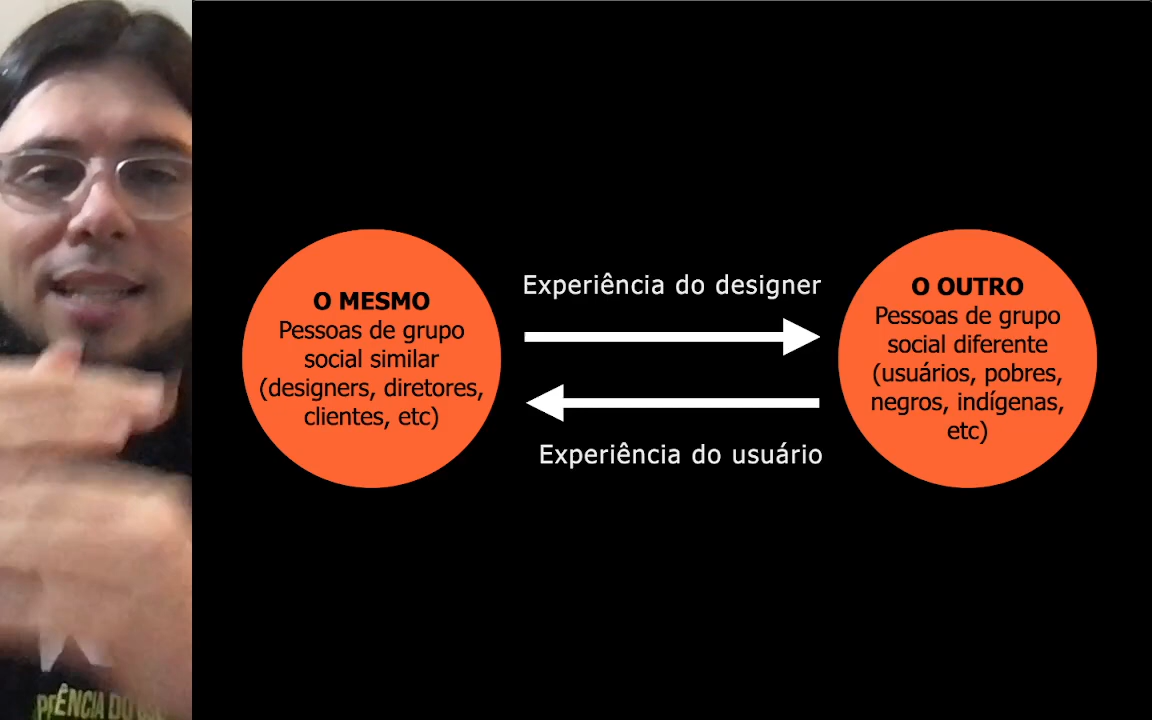 O MESMO
Pessoas de grupo
social similar
(designers, diretores,
clientes, etc)
Experiência do designer
Experiência do usuário
O OUTRO
Pessoas de grupo
social diferente
(usuários, pobres,
negros, indígenas,
etc)